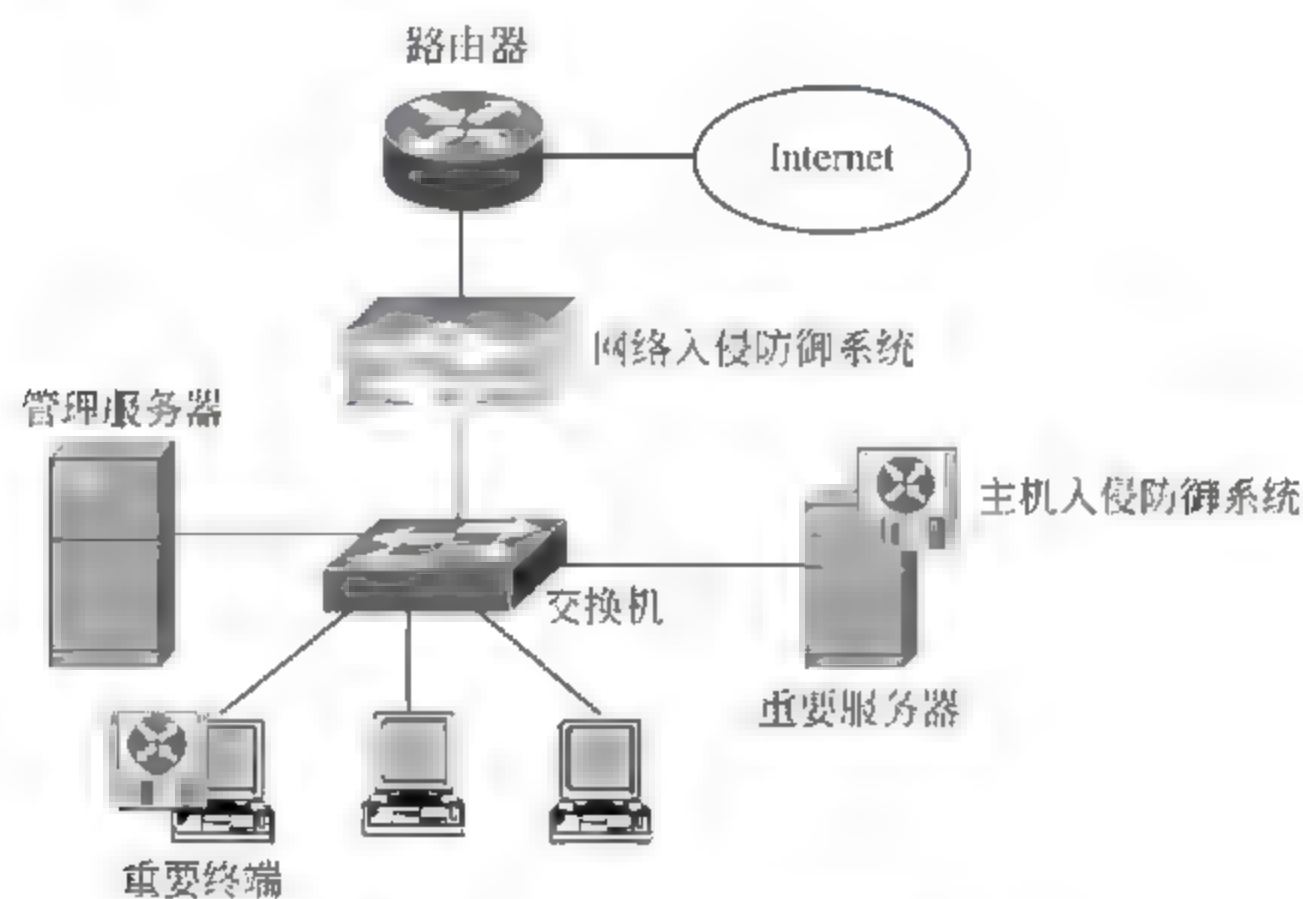 路由器
Internet
网络入侵防御系统
管理服务器
主机入侵防御系统
交换机
重要服务器
重要终端